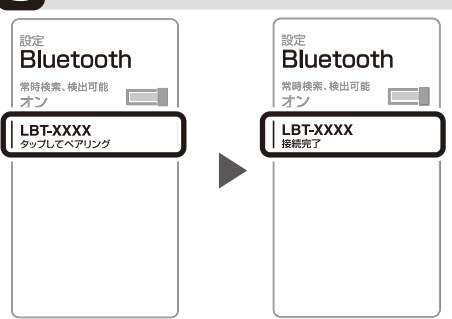 設定
Bluetooth
常時検索、検出可能
オン
LBT-XXXX
タップしてペアリング
設定
Bluetooth
常時検索、検出可能
オン
LBT-XXXX
接続完了